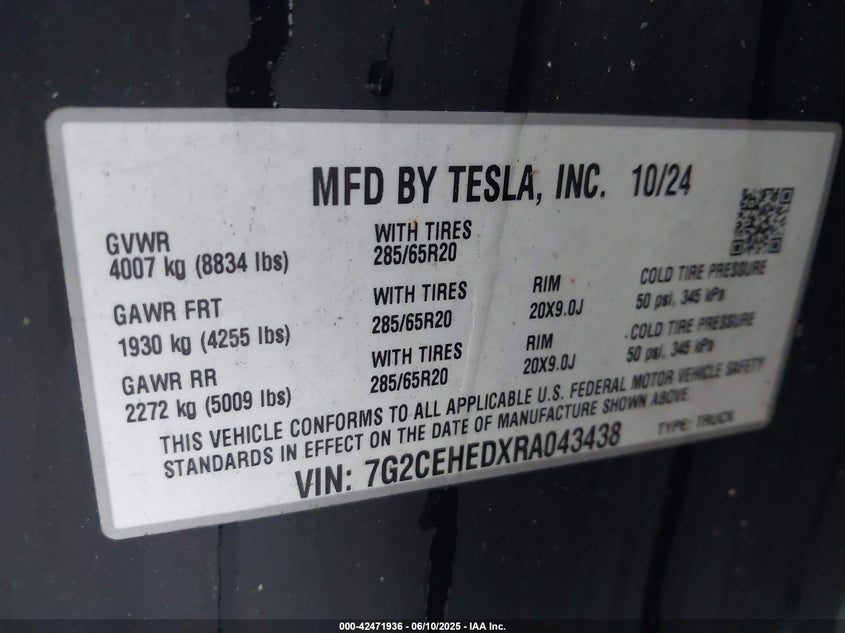 MFD BY TESLA, INC. 10/24
GVWR
4007 kg (8834 lbs)
WITH TIRES
285/65R20
GAWR FRT
1930 kg (4255 lbs)
WITH TIRES
285/65R20
RIM
20X9.0J
COLD TIRE PRESSURE
50 psi, 345 kPa
GAWR RR
2272 kg (5009 lbs)
WITH TIRES
285/65R20
RIM
20X9.0J
COLD TIRE PRESSURE
50 psi, 345 kPa
THIS VEHICLE CONFORMS TO ALL APPLICABLE U.S. FEDERAL MOTOR VEHICLE SAFETY
STANDARDS IN EFFECT ON THE DATE OF MANUFACTURE SHOWN ABOVE.
VIN: 7G2CEHEDXRA043438
TYPE: TRUCK
000-42471936 - 06/10/2025 - IAA Inc.